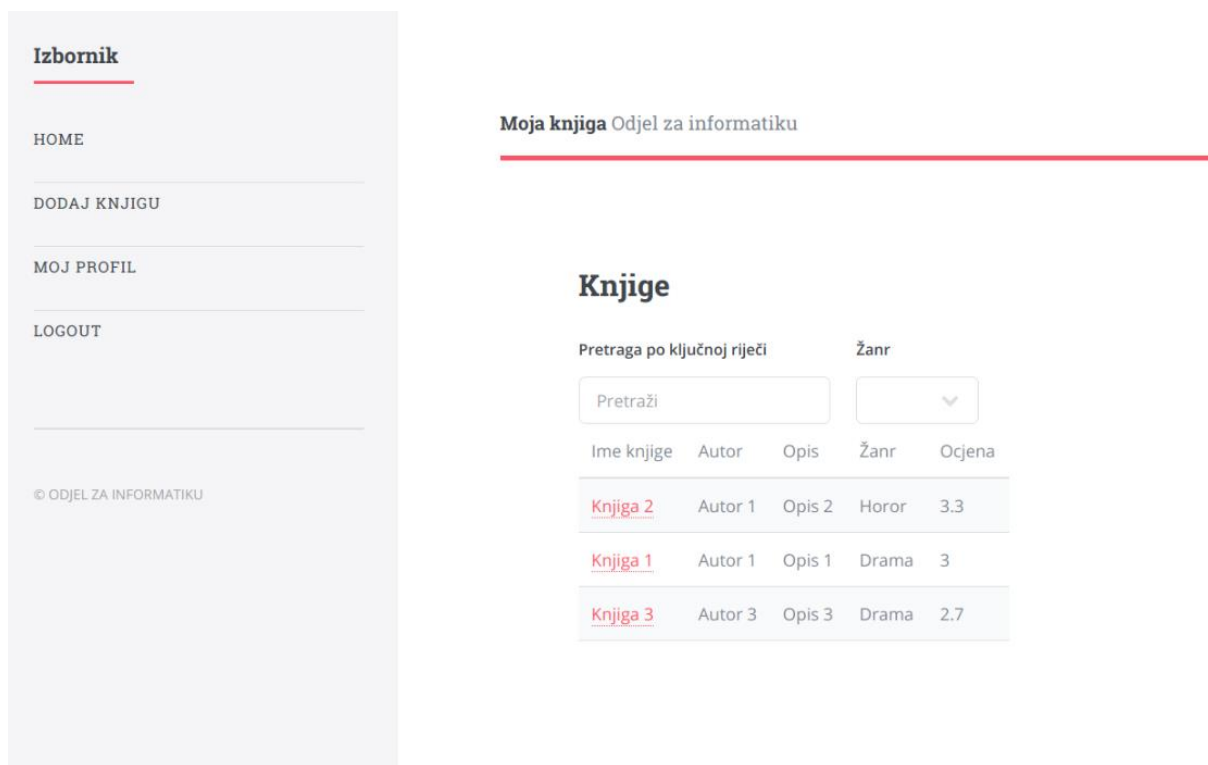 Izbornik
HOME
DODAJ KNJIGU
MOJ PROFIL
LOGOUT
© ODJEL ZA INFORMATIKU
Moja knjiga Odjel za informatiku
Knjige
Pretraga po ključnoj riječi Žanr
Pretraži
Ime knjige Autor Opis Žanr Ocjena
Knjiga 2 Autor 1 Opis 2 Horor 3.3
Knjiga 1 Autor 1 Opis 1 Drama 3
Knjiga 3 Autor 3 Opis 3 Drama 2.7